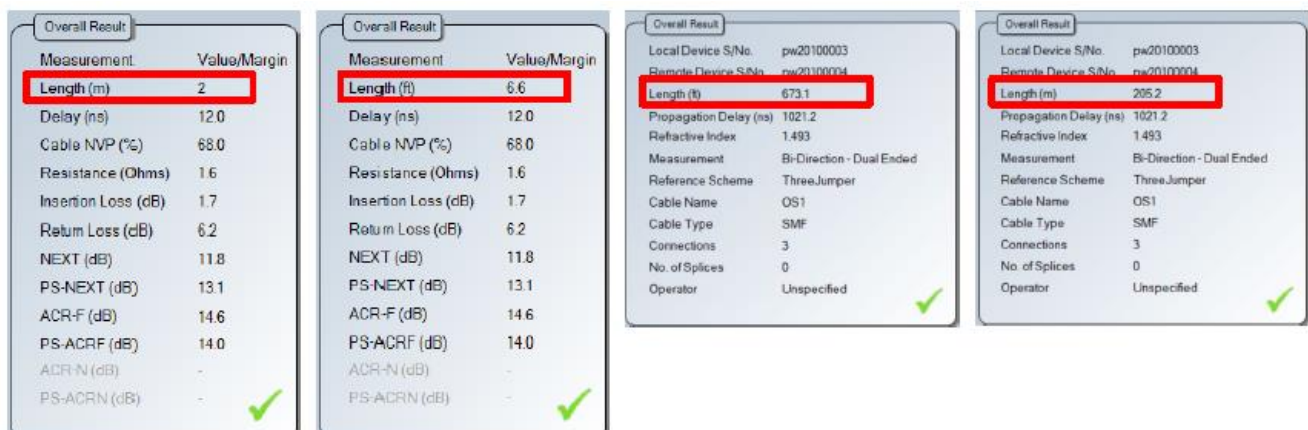 Overall Result
Measurement Value/Margin
Length (m) 2
Delay (ns) 12.0
Cable NVP (%) 68.0
Resistance (Ohms) 1.6
Insertion Loss (dB) 1.7
Return Loss (dB) 6.2
NEXT (dB) 11.8
PS-NEXT (dB) 13.1
ACR-F (dB) 14.6
PS-ACRF (dB) 14.0
ACR-N (dB) -
PS-ACRN (dB) -
Overall Result
Measurement Value/Margin
Length (ft) 6.6
Delay (ns) 12.0
Cable NVP (%) 68.0
Resistance (Ohms) 1.6
Insertion Loss (dB) 1.7
Return Loss (dB) 6.2
NEXT (dB) 11.8
PS-NEXT (dB) 13.1
ACR-F (dB) 14.6
PS-ACRF (dB) 14.0
ACR-N (dB) -
PS-ACRN (dB) -
Overall Result
Local Device S/No. pw20100003
Remote Device S/No. pw20100004
Length (ft) 673.1
Propagation Delay (ns) 1021.2
Refractive Index 1.493
Measurement Bi-Direction - Dual Ended
Reference Scheme ThreeJumper
Cable Name OS1
Cable Type SMF
Connections 3
No. of Splices 0
Operator Unspecified
Overall Result
Local Device S/No. pw20100003
Remote Device S/No. pw20100004
Length (m) 205.2
Propagation Delay (ns) 1021.2
Refractive Index 1.493
Measurement Bi-Direction - Dual Ended
Reference Scheme ThreeJumper
Cable Name OS1
Cable Type SMF
Connections 3
No. of Splices 0
Operator Unspecified